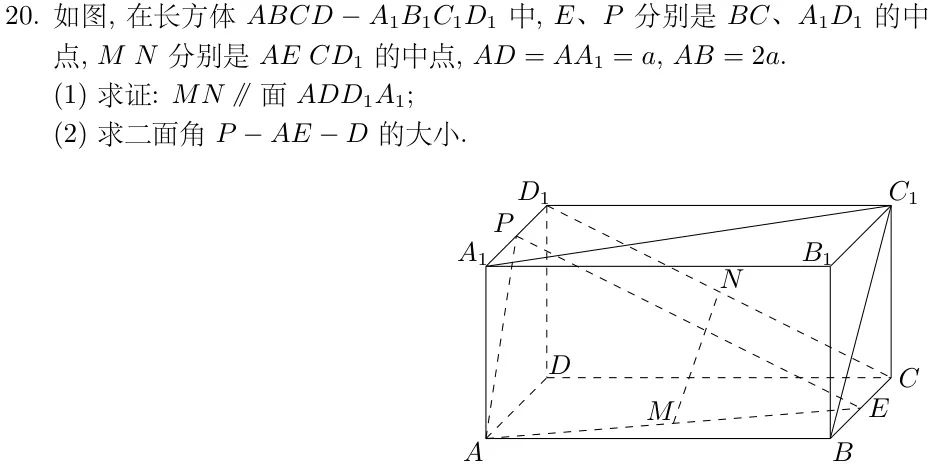 20. 如图, 在长方体 ABCD − A₁B₁C₁D₁ 中, E、P 分别是 BC、A₁D₁ 的中
点, M N 分别是 AE CD₁ 的中点, AD = AA₁ = a, AB = 2a.
(1) 求证: MN ∥ 面 ADD₁A₁;
(2) 求二面角 P − AE − D 的大小.
D₁ C₁
P
A₁ B₁
N
D C
M E
A B